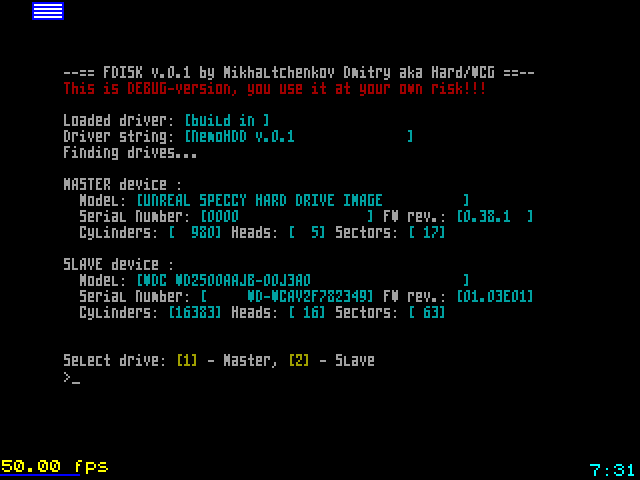 --== FDISK v.0.1 by Mikhaltchenkov Dmitry aka Hard/WCG ==--
This is DEBUG-version, you use it at your own risk!!!
Loaded driver: [build in ]
Driver string: [NemoHDD v.0.1              ]
Finding drives...
MASTER device :
Model: [UNREAL SPECCY HARD DRIVE IMAGE          ]
Serial Number: [0000                ] FW rev.: [0.38.1  ]
Cylinders: [  980] Heads: [  5] Sectors: [ 17]
SLAVE device :
Model: [WDC WD2500AAJB-00J3A0                   ]
Serial Number: [     WD-WCAV2F782349] FW rev.: [01.03E01]
Cylinders: [16383] Heads: [ 16] Sectors: [ 63]
Select drive: [1] - Master, [2] - Slave
>_
50.00 fps
7:31